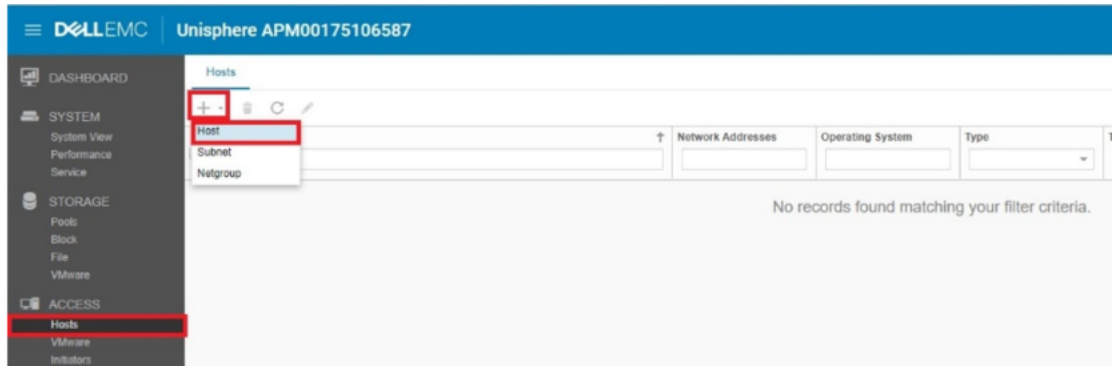 DELLEMC Unisphere APM00175106587
DASHBOARD
SYSTEM
System View
Performance
Service
STORAGE
Pools
Block
File
VMware
ACCESS
Hosts
VMware
Initiators
Hosts
Host
Subnet
Netgroup
Network Addresses Operating System Type T
No records found matching your filter criteria.